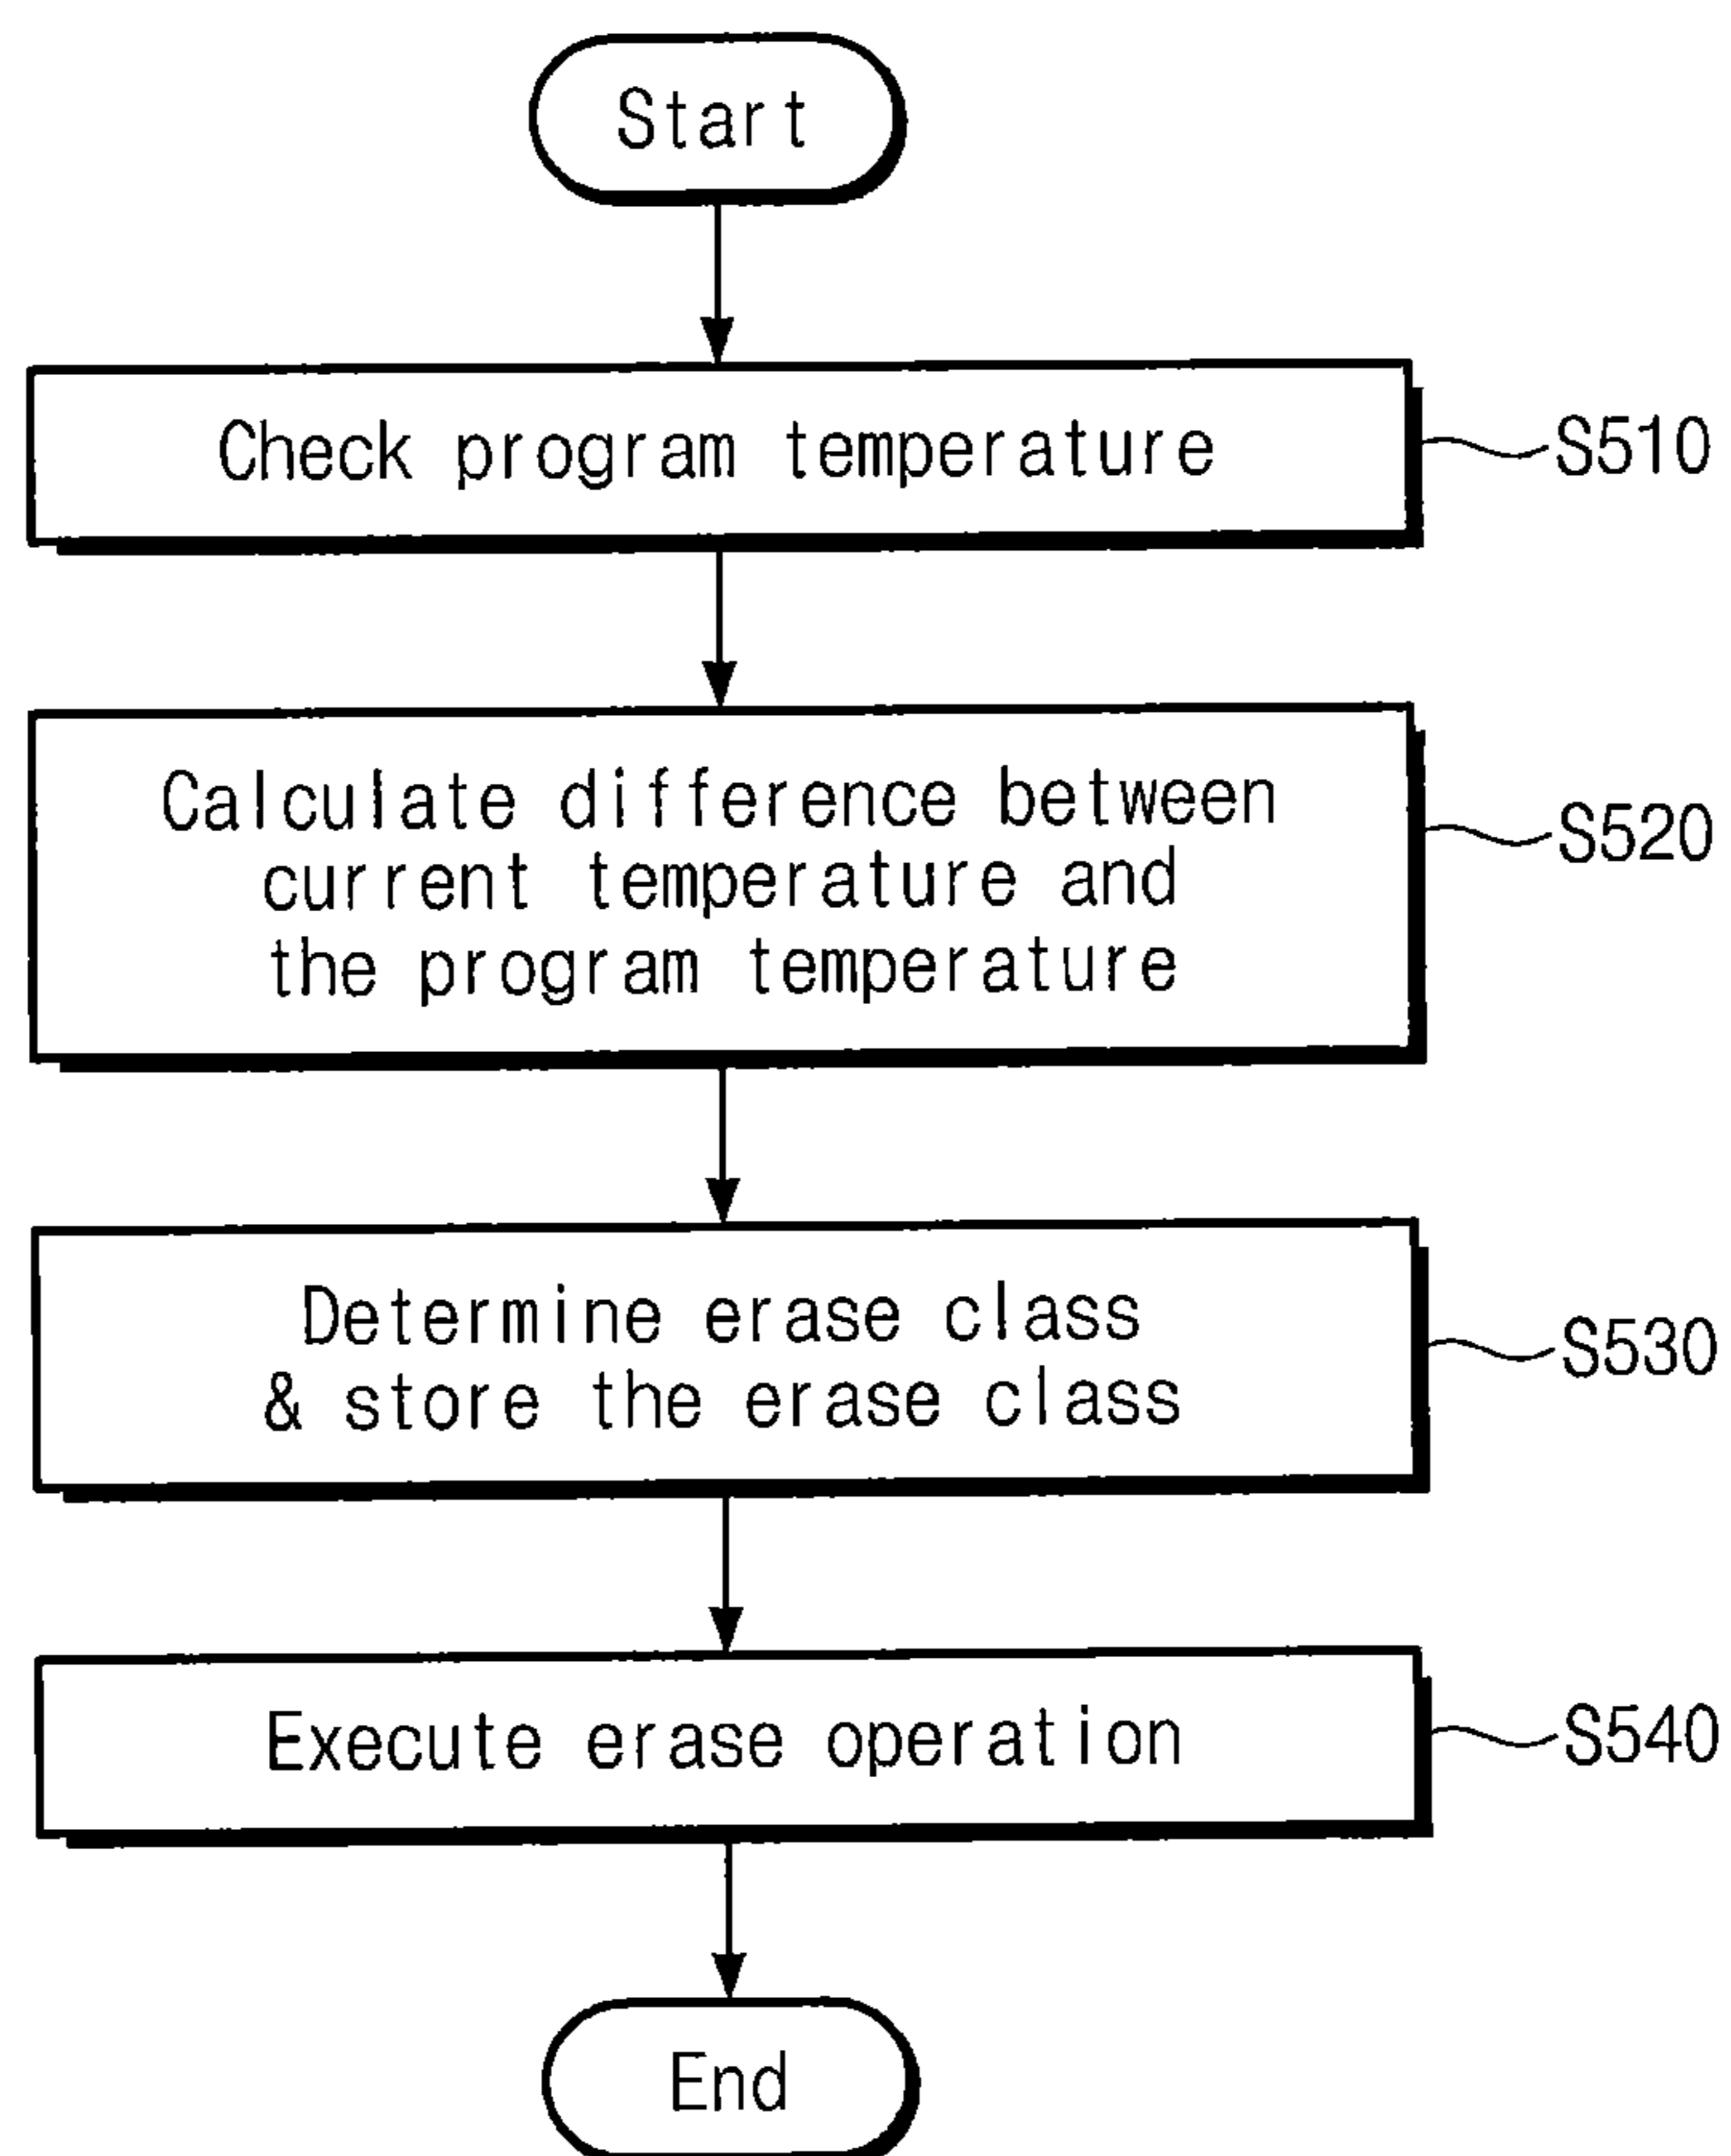 Start
Check program temperature
S510
Calculate difference between
current temperature and
the program temperature
S520
Determine erase class
& store the erase class
S530
Execute erase operation
S540
End